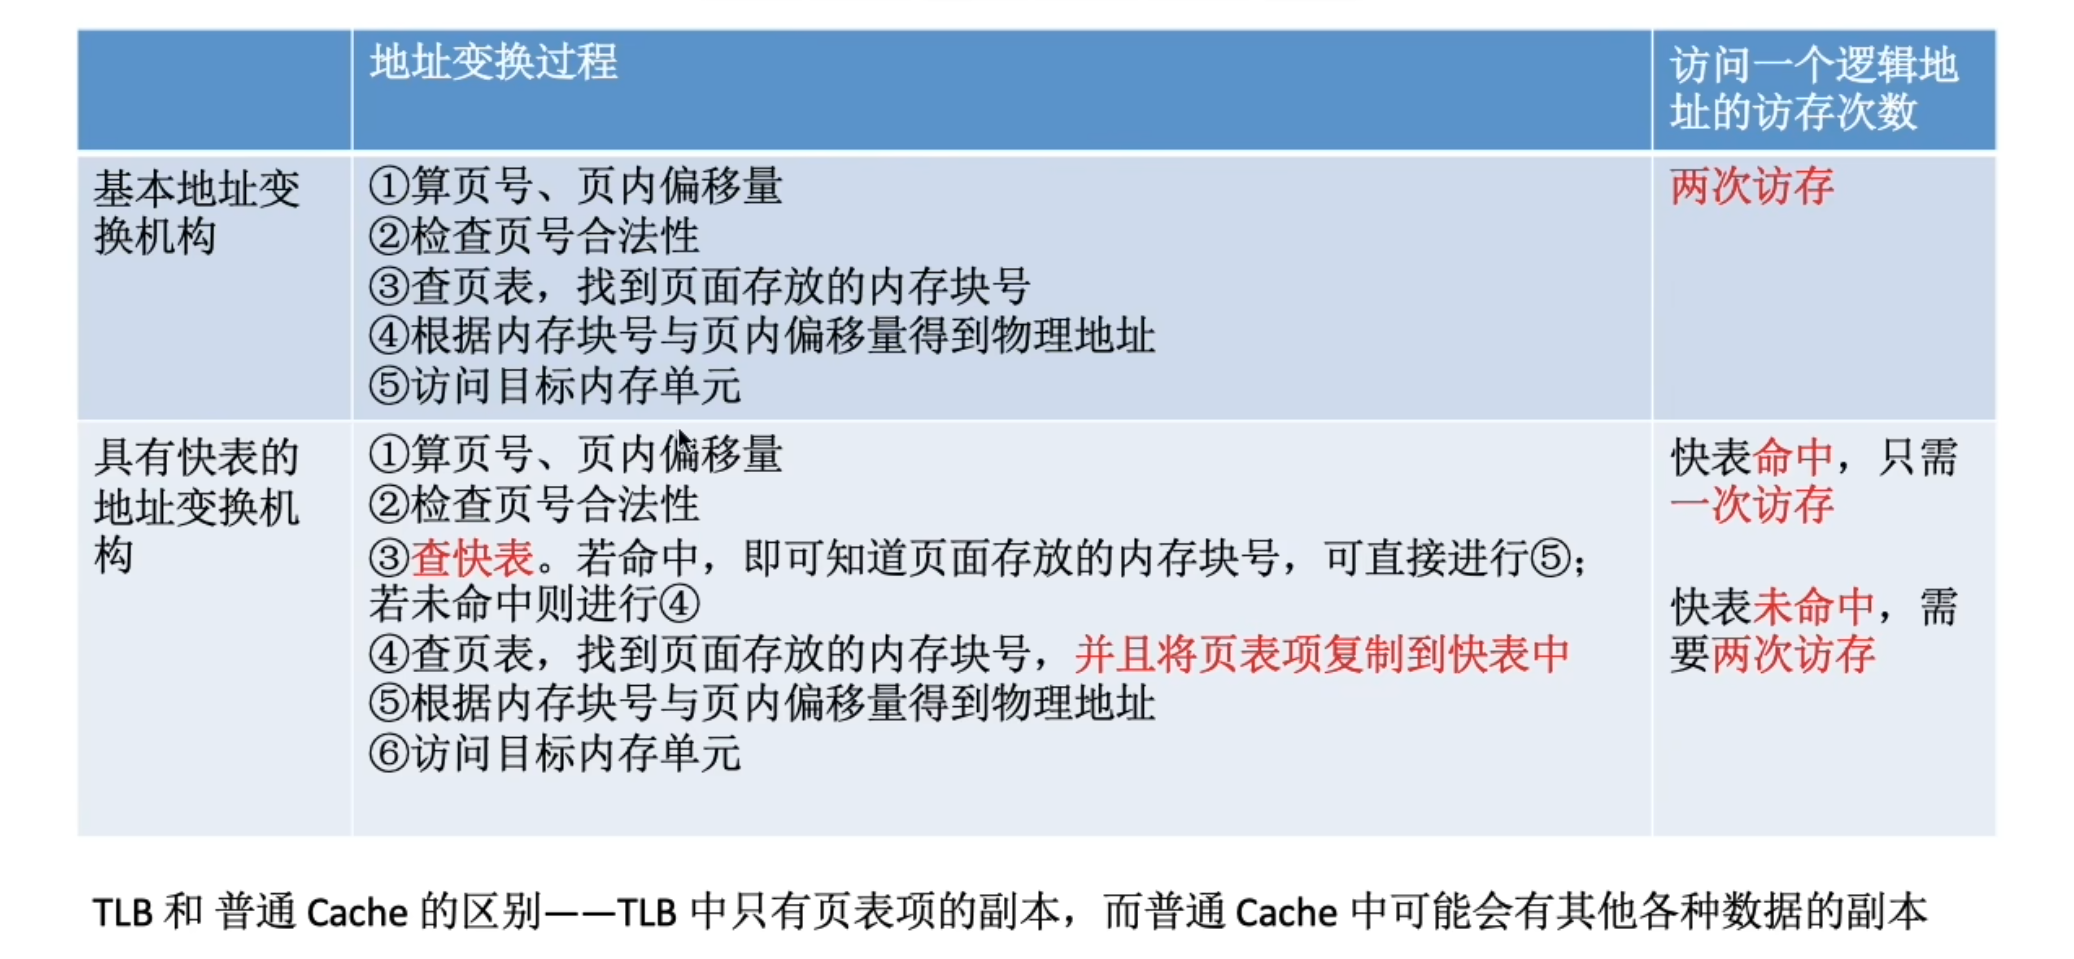 地址变换过程
访问一个逻辑地
址的访存次数
基本地址变
换机构
①算页号、页内偏移量
②检查页号合法性
③查页表，找到页面存放的内存块号
④根据内存块号与页内偏移量得到物理地址
⑤访问目标内存单元
两次访存
具有快表的
地址变换机
构
①算页号、页内偏移量
②检查页号合法性
③查快表。若命中，即可知道页面存放的内存块号，可直接进行⑤；
若未命中则进行④
④查页表，找到页面存放的内存块号，并且将页表项复制到快表中
⑤根据内存块号与页内偏移量得到物理地址
⑥访问目标内存单元
快表命中，只需
一次访存
快表未命中，需
要两次访存
TLB 和 普通 Cache 的区别——TLB 中只有页表项的副本，而普通 Cache 中可能会有其他各种数据的副本